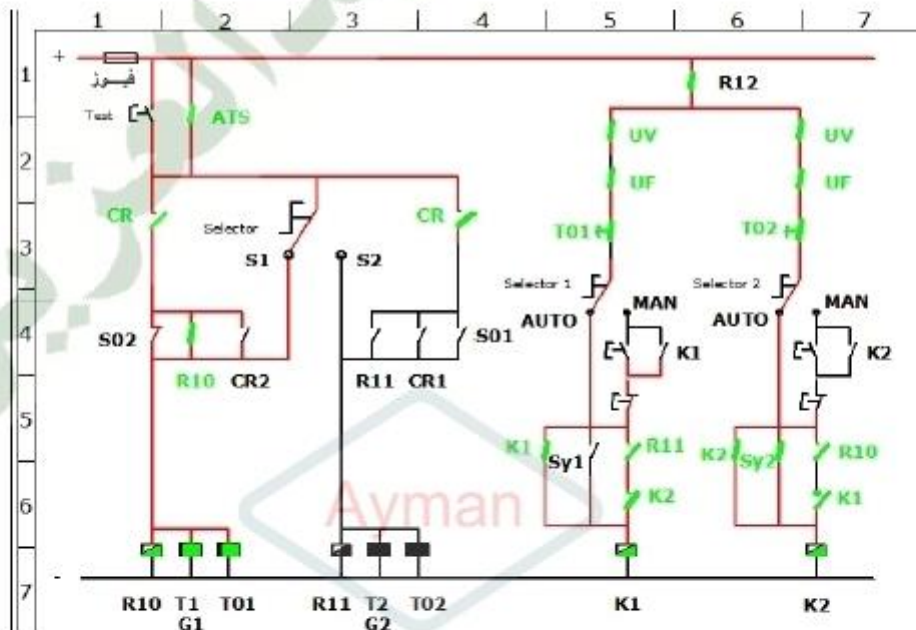 1 2 3 4 5 6 7
+
فيوز
1
R12
Test
ATS
UV UV
2
UF UF
CR CR
Selector
T01 T02
3
S1 S2
Selector 1 Selector 2
MAN MAN
AUTO AUTO
4
S02 S01
K1 K2
R10 CR2 R11 CR1
5
K1 Sy1 R11 K2 Sy2 R10
K2 K1
6
Ayman
-
7
R10 T1 T01 R11 T2 T02 K1 K2
G1 G2